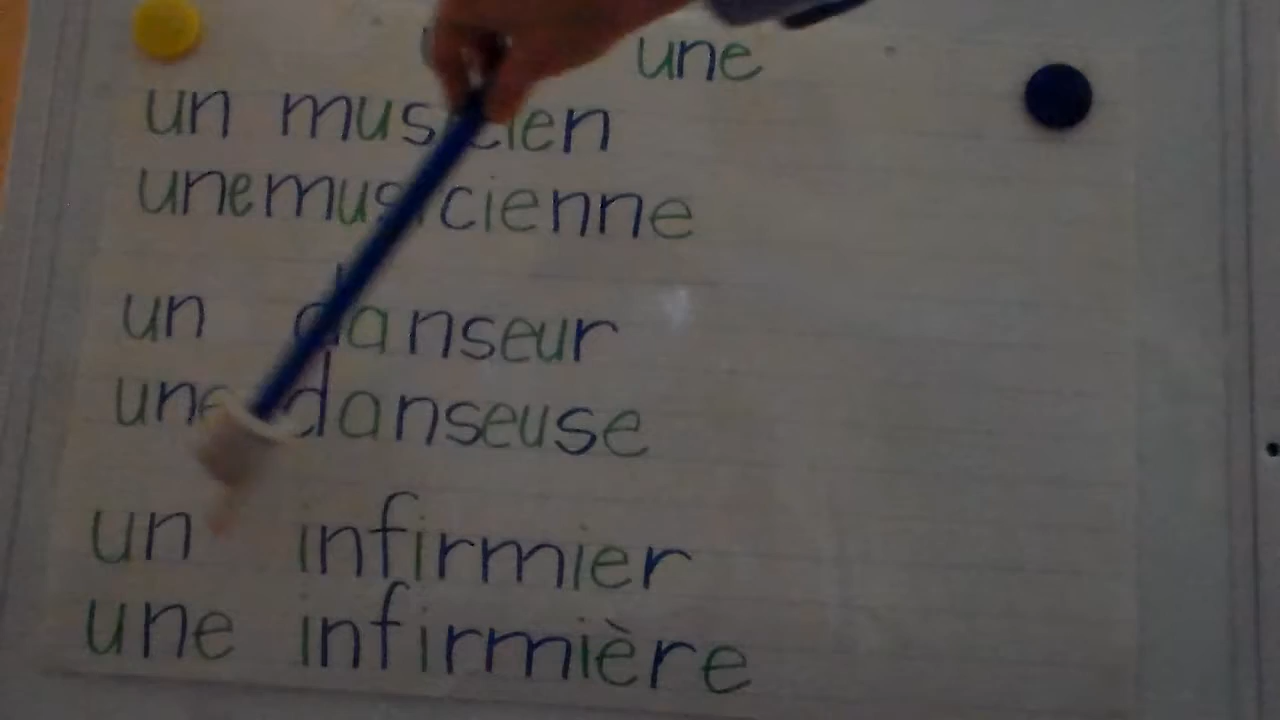 une
un musicien
une musicienne
un danseur
une danseuse
un infirmier
une infirmière